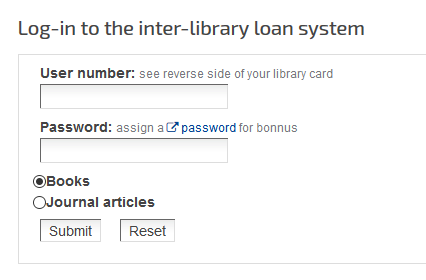 Log-in to the inter-library loan system
User number: see reverse side of your library card
Password: assign a password for bonnus
Books
Journal articles
Submit Reset